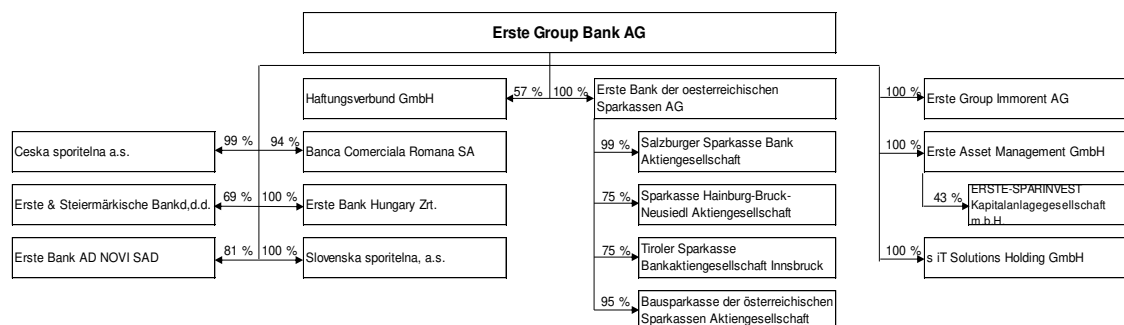 Erste Group Bank AG
Haftungsverbund GmbH
57 %
100 %
Erste Bank der oesterreichischen
Sparkassen AG
100 %
Erste Group Immorent AG
Ceska sporitelna a.s.
99 %
94 %
Banca Comerciala Romana SA
99 %
Salzburger Sparkasse Bank
Aktiengesellschaft
100 %
Erste Asset Management GmbH
Erste & Steiermärkische Bankd,d.d.
69 %
100 %
Erste Bank Hungary Zrt.
75 %
Sparkasse Hainburg-Bruck-
Neusiedl Aktiengesellschaft
43 %
ERSTE-SPARINVEST
Kapitalanlagegesellschaft
m.b.H.
Erste Bank AD NOVI SAD
81 %
100 %
Slovenska sporitelna, a.s.
75 %
Tiroler Sparkasse
Bankaktiengesellschaft Innsbruck
100 %
s iT Solutions Holding GmbH
95 %
Bausparkasse der österreichischen
Sparkassen Aktiengesellschaft